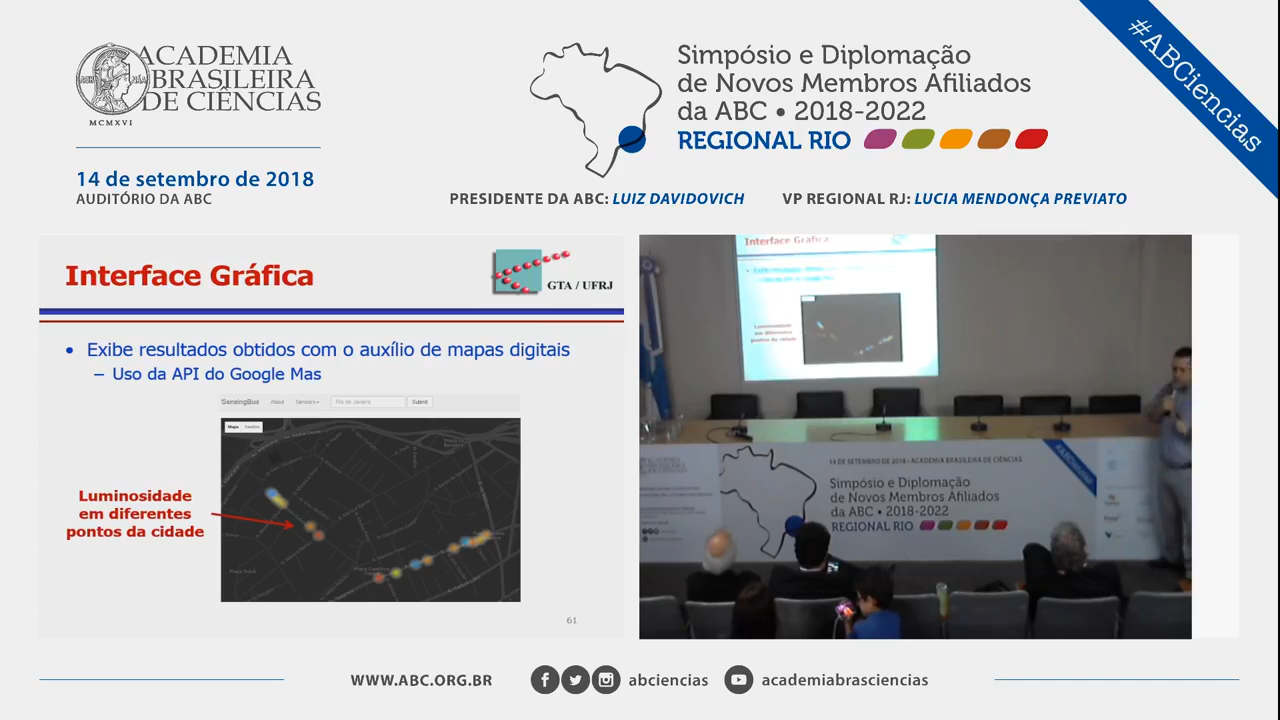 ACADEMIA
BRASILEIRA
DE CIÊNCIAS
MCMXVI
14 de setembro de 2018
AUDITÓRIO DA ABC
Simpósio e Diplomação
de Novos Membros Afiliados
da ABC • 2018-2022
REGIONAL RIO
#ABCiencias
PRESIDENTE DA ABC: LUIZ DAVIDOVICH
VP REGIONAL RJ: LUCIA MENDONÇA PREVIATO
Interface Gráfica
GTA / UFRJ
• Exibe resultados obtidos com o auxílio de mapas digitais
– Uso da API do Google Mas
SensingBus About Sensors Rio de Janeiro Submit
Mapa Satélite
Luminosidade
em diferentes
pontos da cidade
61
Interface Gráfica
Luminosidade
em diferentes
pontos da cidade
14 DE SETEMBRO DE 2018 • ACADEMIA BRASILEIRA DE CIÊNCIAS
Simpósio e Diplomação
de Novos Membros Afiliados
da ABC • 2018-2022
REGIONAL RIO
#ABCiencias
WWW.ABC.ORG.BR
abciencias
academiabrasciencias